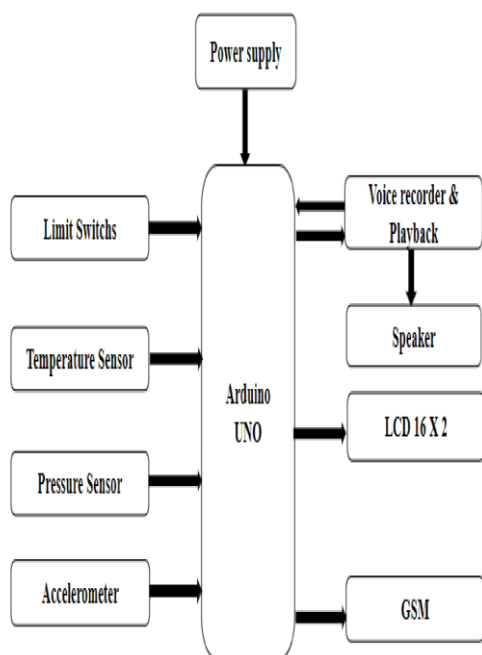 Power supply
Limit Switchs
Temperature Sensor
Pressure Sensor
Accelerometer
Arduino
UNO
Voice recorder &
Playback
Speaker
LCD 16 X 2
GSM